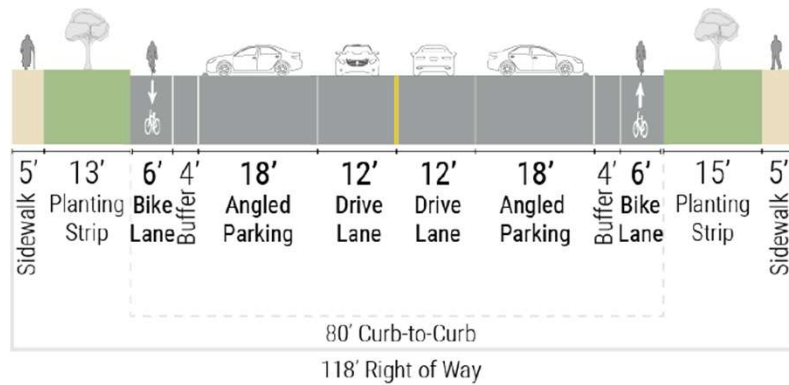 5' 13' 6' 4' 18' 12' 12' 18' 4' 6' 15' 5'
Sidewalk
Planting
Strip
Bike
Lane
Buffer
Angled
Parking
Drive
Lane
Drive
Lane
Angled
Parking
Buffer
Bike
Lane
Planting
Strip
Sidewalk
80' Curb-to-Curb
118' Right of Way